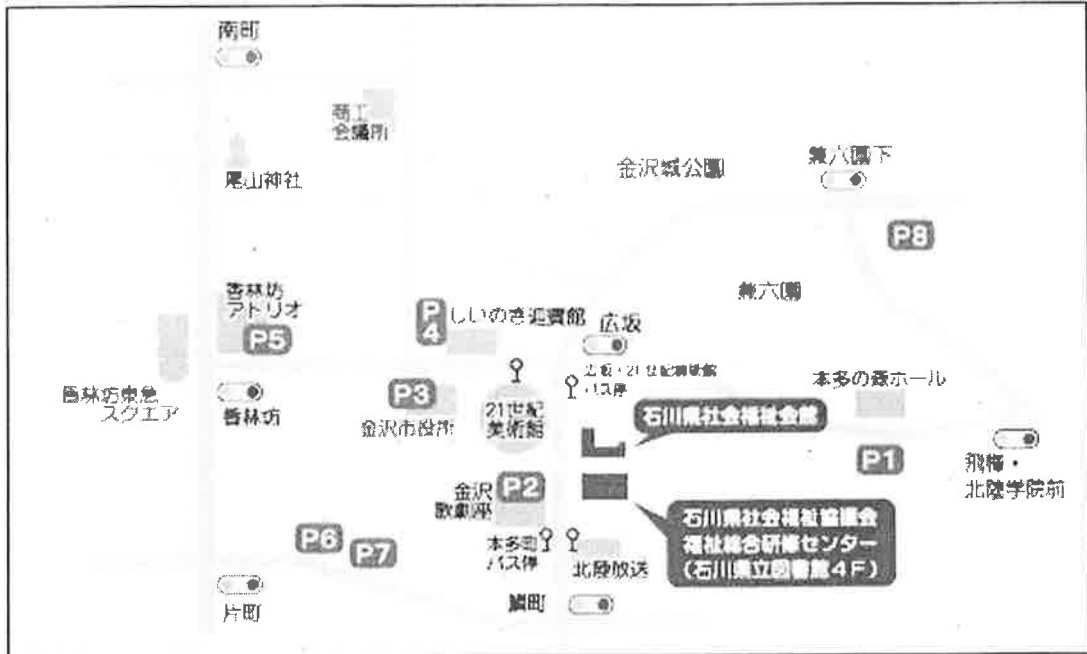 南町
商工
会議所
尾山神社
金沢城公園
兼六園下
P8
兼六園
香林坊
アトリオ
P5
P
4
しいのき迎賓館
広坂
広坂・21世紀美術館
バス停
本多の森ホール
香林坊東急
スクエア
香林坊
P3
金沢市役所
21世紀
美術館
石川県社会福祉会館
P1
飛梅・
北陸学院前
金沢
歌劇座
P2
石川県社会福祉協議会
福祉総合研修センター
(石川県立図書館4F)
P6
P7
本多町
バス停
北陸放送
片町
鱗町